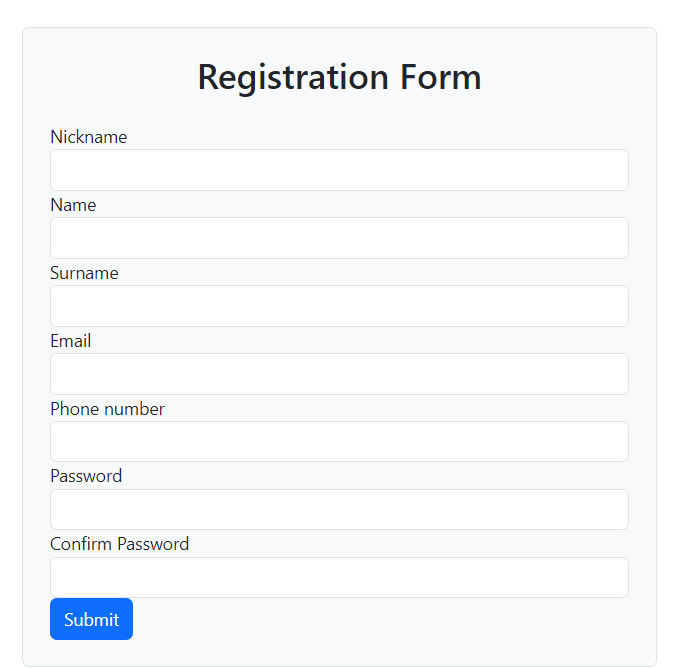 Registration Form
Nickname
Name
Surname
Email
Phone number
Password
Confirm Password
Submit